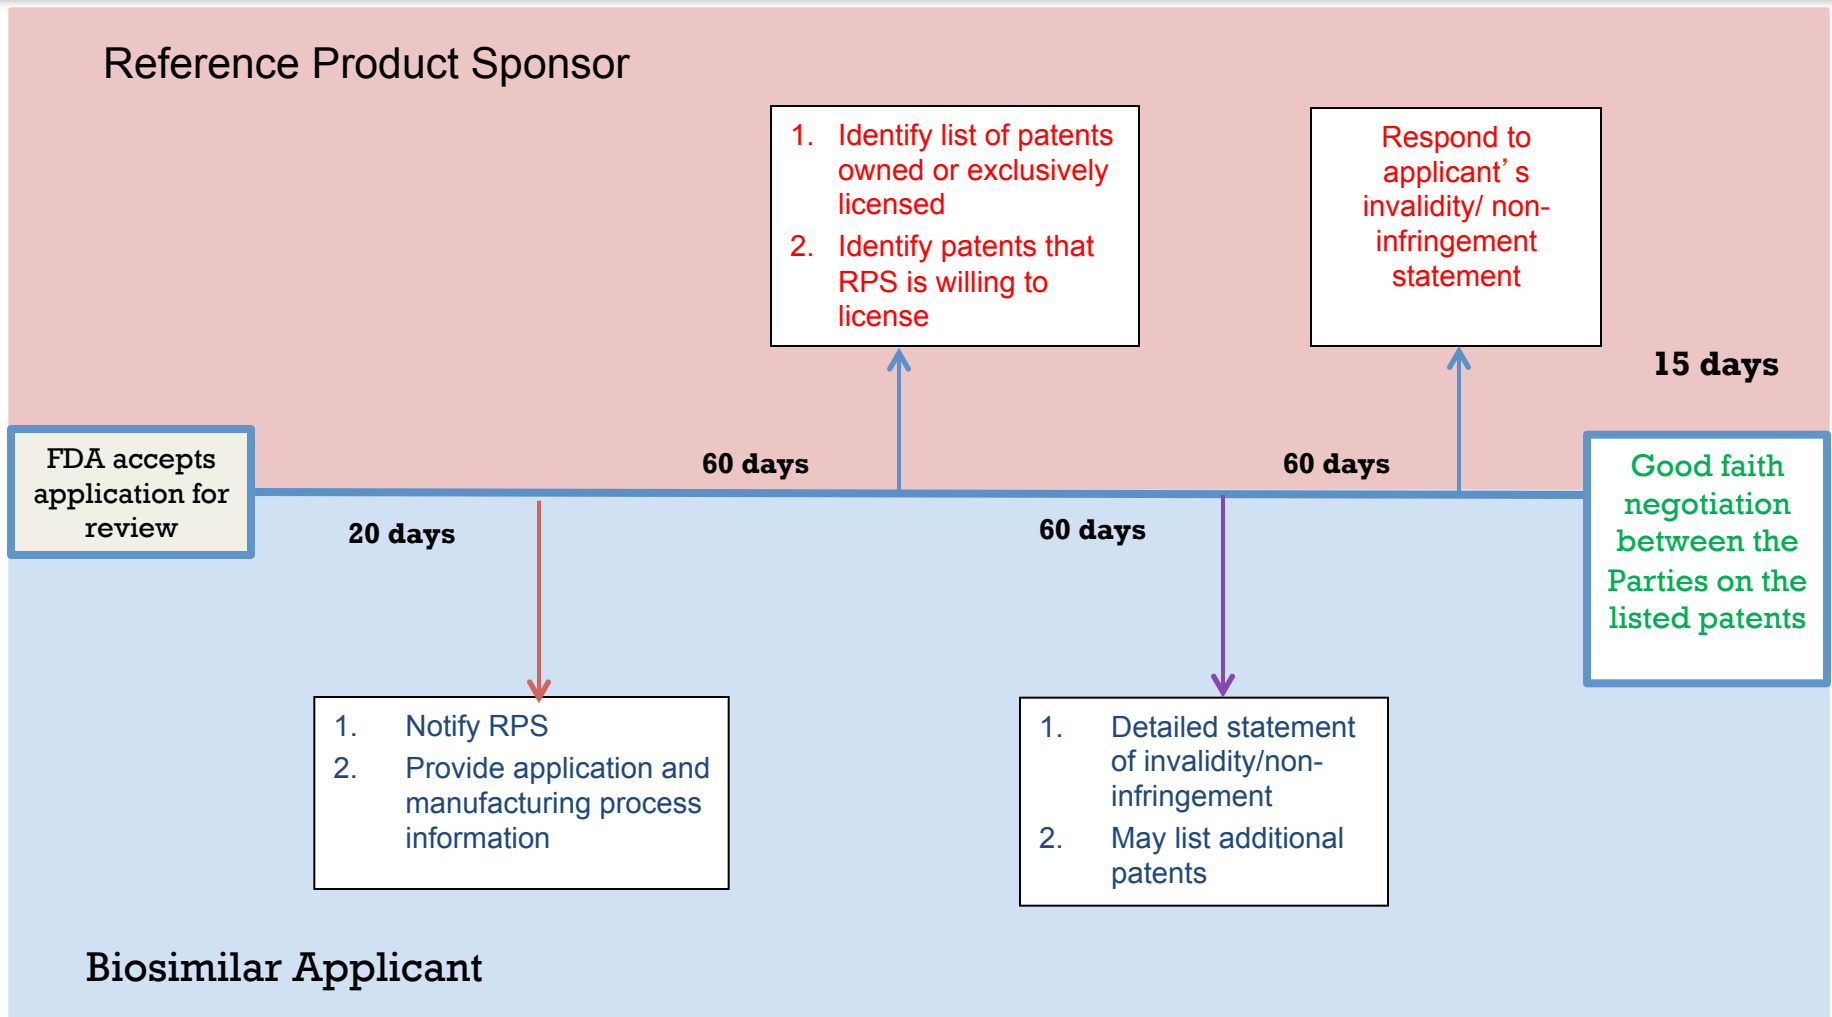 Reference Product Sponsor
1. Identify list of patents
owned or exclusively
licensed
2. Identify patents that
RPS is willing to
license
Respond to
applicant’ s
invalidity/ non-
infringement
statement
15 days
FDA accepts
application for
review
60 days
60 days
20 days
60 days
Good faith
negotiation
between the
Parties on the
listed patents
1. Notify RPS
2. Provide application and
manufacturing process
information
1. Detailed statement
of invalidity/non-
infringement
2. May list additional
patents
Biosimilar Applicant